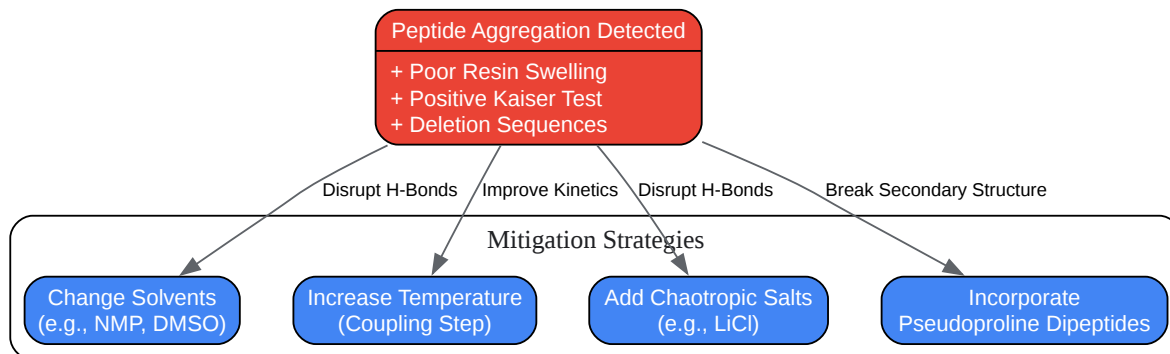 Peptide Aggregation Detected
+ Poor Resin Swelling
+ Positive Kaiser Test
+ Deletion Sequences
Disrupt H-Bonds
Improve Kinetics
Disrupt H-Bonds
Break Secondary Structure
Mitigation Strategies
Change Solvents
(e.g., NMP, DMSO)
Increase Temperature
(Coupling Step)
Add Chaotropic Salts
(e.g., LiCl)
Incorporate
Pseudoproline Dipeptides